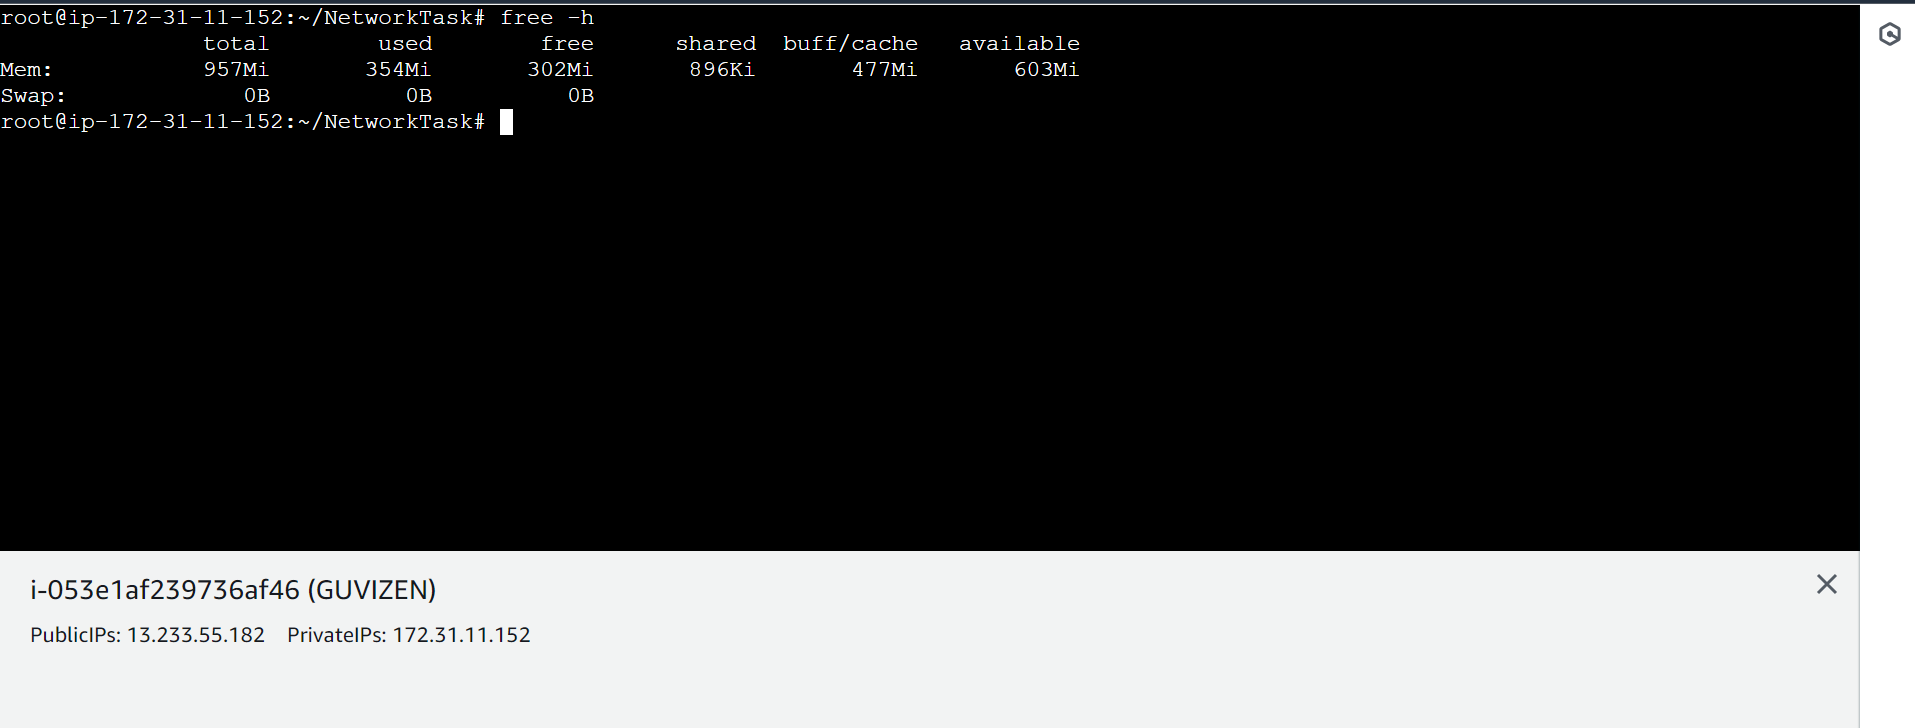 root@ip-172-31-11-152:~/NetworkTask# free -h
total used free shared buff/cache available
Mem: 957Mi 354Mi 302Mi 896Ki 477Mi 603Mi
Swap: 0B 0B 0B
root@ip-172-31-11-152:~/NetworkTask#
i-053e1af239736af46 (GUVIZEN)
PublicIPs: 13.233.55.182 PrivateIPs: 172.31.11.152